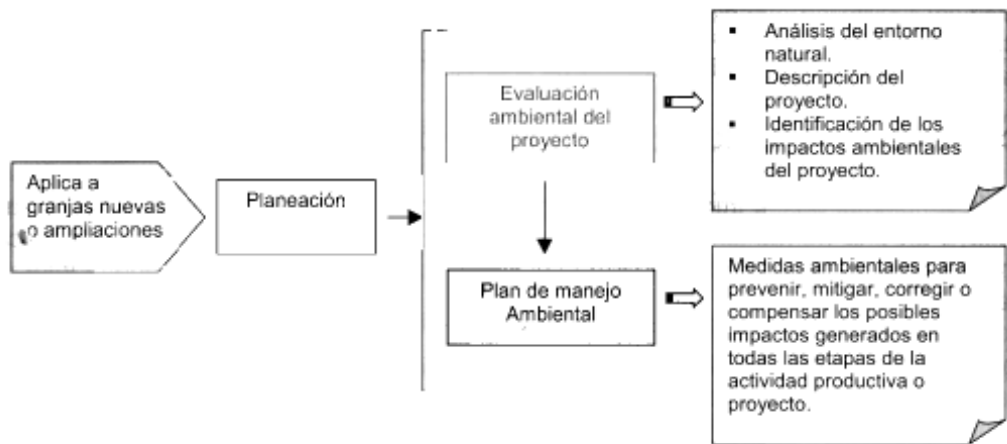 Aplica a
granjas nuevas
o ampliaciones
Planeación
Evaluación
ambiental del
proyecto
Plan de manejo
Ambiental
▪ Análisis del entorno
natural.
▪ Descripción del
proyecto.
▪ Identificación de los
impactos ambientales
del proyecto.
Medidas ambientales para
prevenir, mitigar, corregir o
compensar los posibles
impactos generados en
todas las etapas de la
actividad productiva o
proyecto.